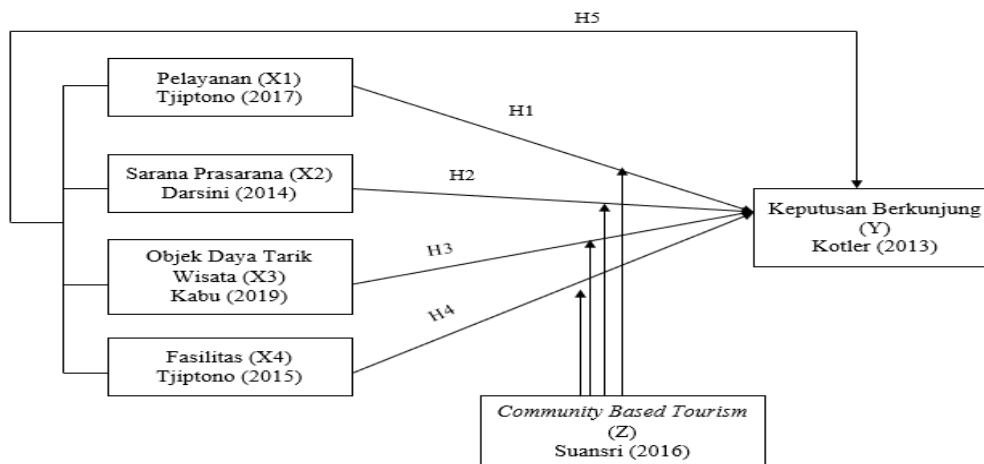 H5
Pelayanan (X1)
Tjiptono (2017)
H1
Sarana Prasarana (X2)
Darsini (2014)
H2
Keputusan Berkunjung
(Y)
Kotler (2013)
Objek Daya Tarik
Wisata (X3)
Kabu (2019)
H3
H4
Fasilitas (X4)
Tjiptono (2015)
Community Based Tourism
(Z)
Suansri (2016)